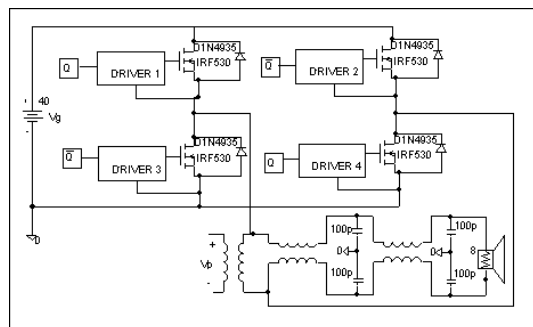 D1N4935
IRF530
Q
DRIVER 1
D1N4935
IRF530
Q̅
DRIVER 2
40
Vg
D1N4935
IRF530
Q̅
DRIVER 3
D1N4935
IRF530
Q
DRIVER 4
0
+
Vp
-
100p
0
100p
100p
0
100p
8